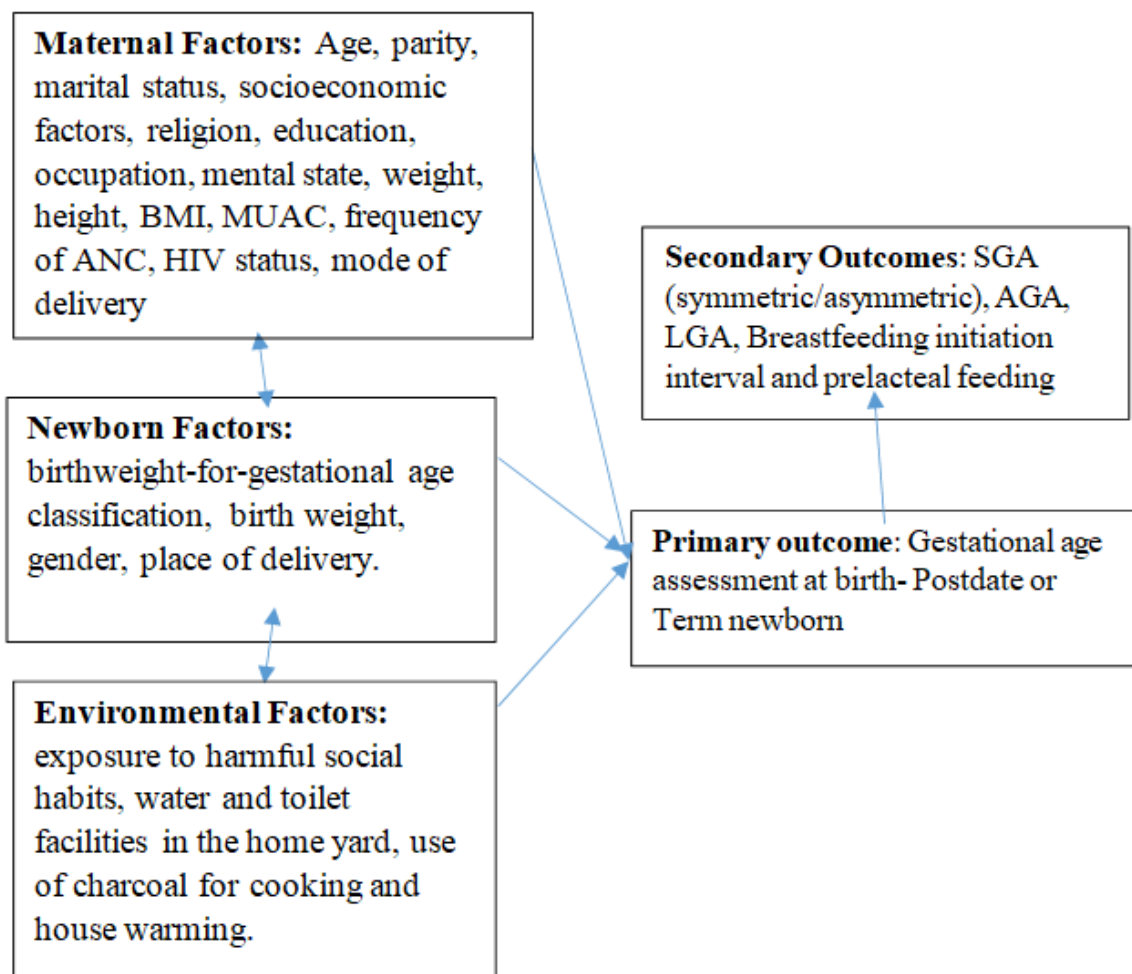 Maternal Factors: Age, parity,
marital status, socioeconomic
factors, religion, education,
occupation, mental state, weight,
height, BMI, MUAC, frequency
of ANC, HIV status, mode of
delivery
Newborn Factors:
birthweight-for-gestational age
classification, birth weight,
gender, place of delivery.
Environmental Factors:
exposure to harmful social
habits, water and toilet
facilities in the home yard, use
of charcoal for cooking and
house warming.
Secondary Outcomes: SGA
(symmetric/asymmetric), AGA,
LGA, Breastfeeding initiation
interval and prelacteal feeding
Primary outcome: Gestational age
assessment at birth- Postdate or
Term newborn